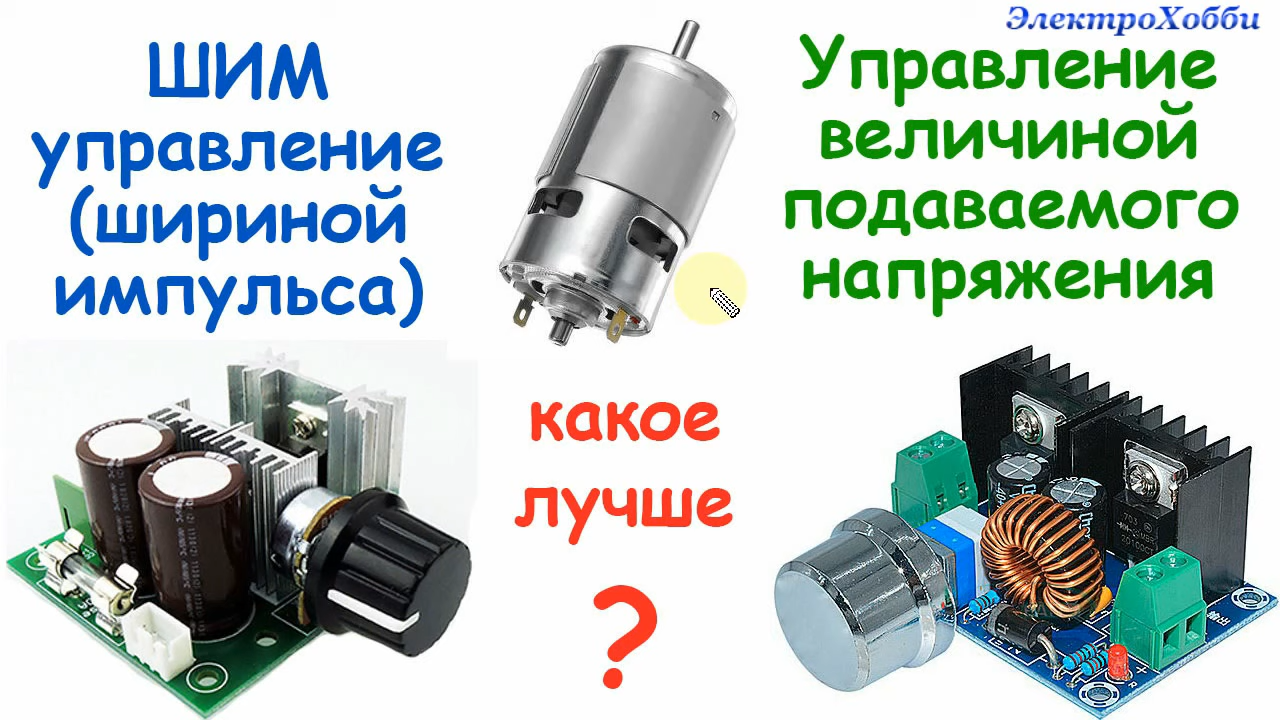 ЭлектроХобби
ШИМ
управление
(шириной
импульса)
Управление
величиной
подаваемого
напряжения
какое
лучше
?